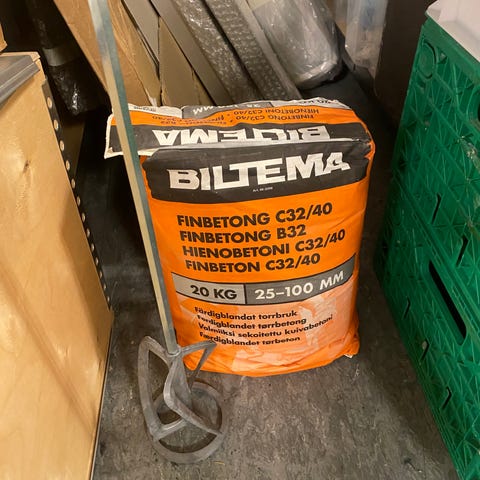 BILTEMA
BILTEMA
FINBETONG C32/40
FINBETONG B32
HIENOBETONI C32/40
FINBETON C32/40
20 KG 25–100 MM
Färdigblandat torrbruk
Ferdigblandet tørrbetong
Valmiiksi sekoitettu kuivabetoni
Færdigblandet tørbeton